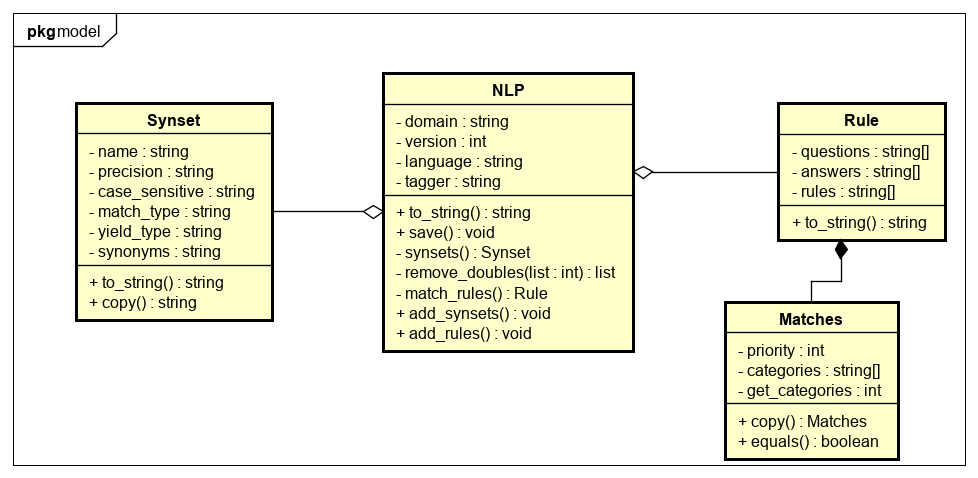 pkg model
Synset
- name : string
- precision : string
- case_sensitive : string
- match_type : string
- yield_type : string
- synonyms : string
+ to_string() : string
+ copy() : string
NLP
- domain : string
- version : int
- language : string
- tagger : string
+ to_string() : string
+ save() : void
- synsets() : Synset
- remove_doubles(list : int) : list
- match_rules() : Rule
+ add_synsets() : void
+ add_rules() : void
Rule
- questions : string[]
- answers : string[]
- rules : string[]
+ to_string() : string
Matches
- priority : int
- categories : string[]
- get_categories : int
+ copy() : Matches
+ equals() : boolean